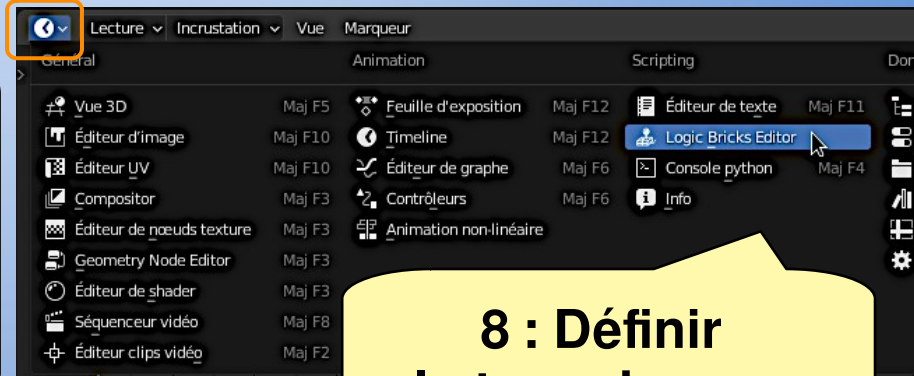 Lecture Incrustation Vue Marqueur
Général Animation Scripting
Vue 3D Maj F5 Feuille d'exposition Maj F12 Éditeur de texte Maj F11
Éditeur d'image Maj F10 Timeline Maj F12 Logic Bricks Editor
Éditeur UV Maj F10 Éditeur de graphe Maj F6 Console python Maj F4
Compositor Maj F3 Contrôleurs Maj F6 Info
Éditeur de nœuds texture Maj F3 Animation non-linéaire
Geometry Node Editor Maj F3
Éditeur de shader Maj F3
Séquenceur vidéo Maj F8
Éditeur clips vidéo Maj F2
8 : Définir